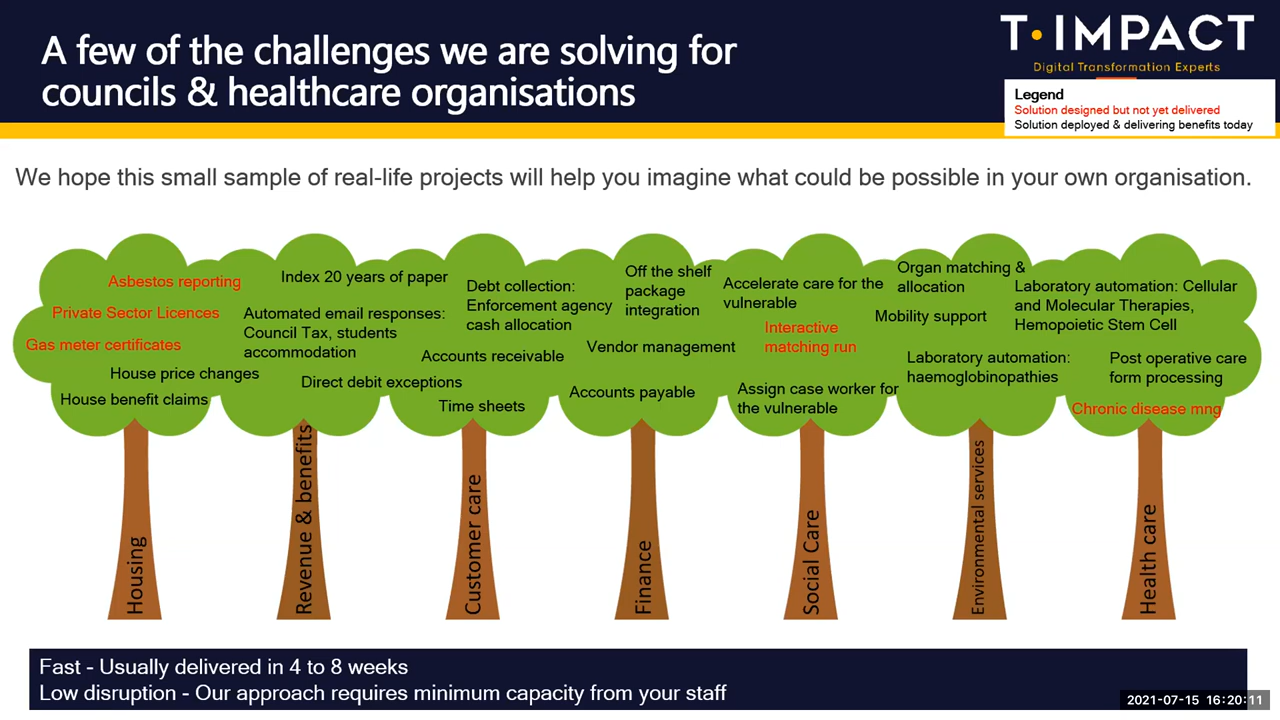 A few of the challenges we are solving for
councils & healthcare organisations
T·IMPACT
Digital Transformation Experts
Legend
Solution designed but not yet delivered
Solution deployed & delivering benefits today
We hope this small sample of real-life projects will help you imagine what could be possible in your own organisation.
Asbestos reporting
Private Sector Licences
Gas meter certificates
House price changes
House benefit claims
Index 20 years of paper
Automated email responses:
Council Tax, students
accommodation
Direct debit exceptions
Debt collection:
Enforcement agency
cash allocation
Accounts receivable
Time sheets
Off the shelf
package
integration
Vendor management
Accounts payable
Accelerate care for the
vulnerable
Interactive
matching run
Assign case worker for
the vulnerable
Organ matching &
allocation
Mobility support
Laboratory automation:
haemoglobinopathies
Laboratory automation: Cellular
and Molecular Therapies,
Hemopoietic Stem Cell
Post operative care
form processing
Chronic disease mng
Housing
Revenue & benefits
Customer care
Finance
Social Care
Environmental services
Health care
Fast - Usually delivered in 4 to 8 weeks
Low disruption - Our approach requires minimum capacity from your staff
2021-07-15 16:20:11